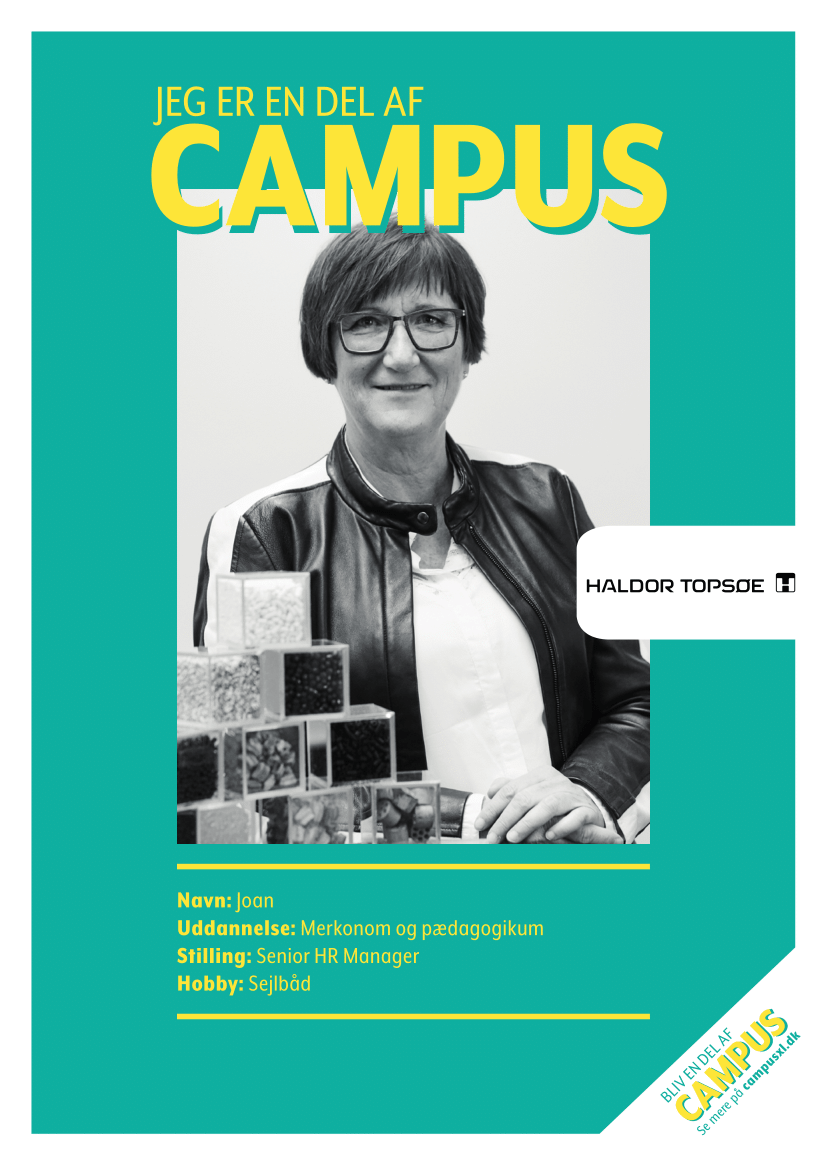 JEG ER EN DEL AF
CAMPUS
HALDOR TOPSØE
Navn: Joan
Uddannelse: Merkonom og pædagogikum
Stilling: Senior HR Manager
Hobby: Sejlbåd
BLIV EN DEL AF
CAMPUS
Se mere på campusxl.dk